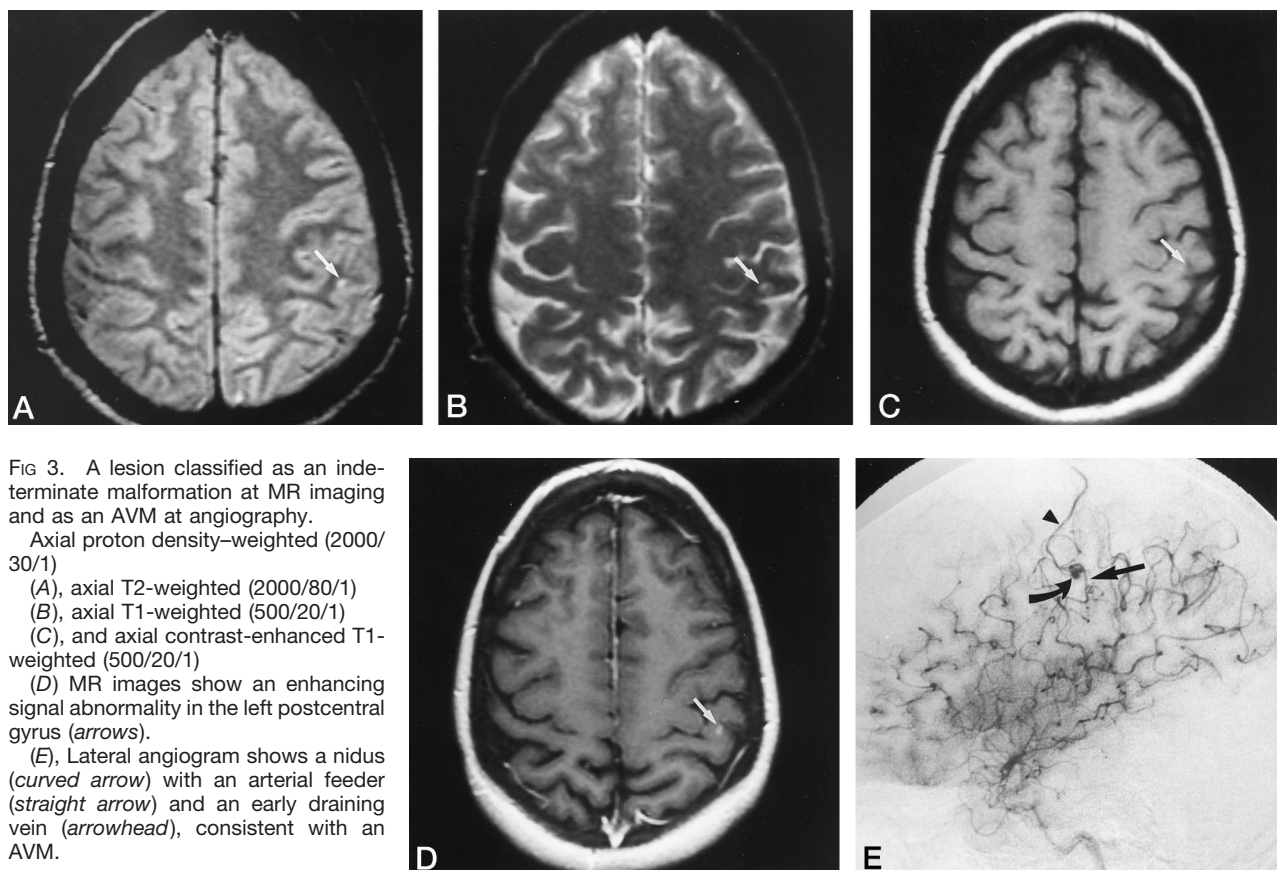 A
B
C
FIG 3. A lesion classified as an inde-
terminate malformation at MR imaging
and as an AVM at angiography.
Axial proton density–weighted (2000/
30/1)
(A), axial T2-weighted (2000/80/1)
(B), axial T1-weighted (500/20/1)
(C), and axial contrast-enhanced T1-
weighted (500/20/1)
(D) MR images show an enhancing
signal abnormality in the left postcentral
gyrus (arrows).
(E), Lateral angiogram shows a nidus
(curved arrow) with an arterial feeder
(straight arrow) and an early draining
vein (arrowhead), consistent with an
AVM.
D
E